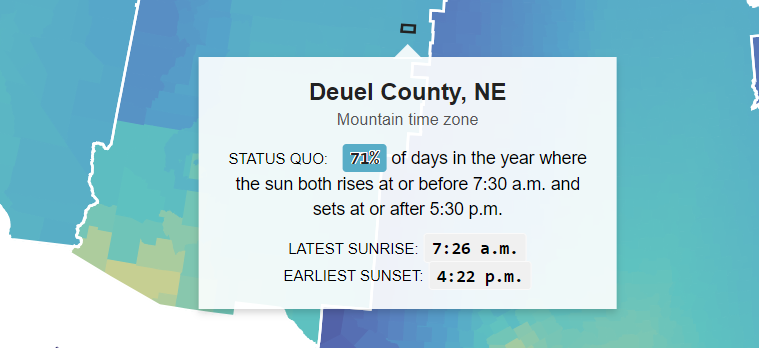 Deuel County, NE
Mountain time zone
STATUS QUO: 71% of days in the year where
the sun both rises at or before 7:30 a.m. and
sets at or after 5:30 p.m.
LATEST SUNRISE: 7:26 a.m.
EARLIEST SUNSET: 4:22 p.m.